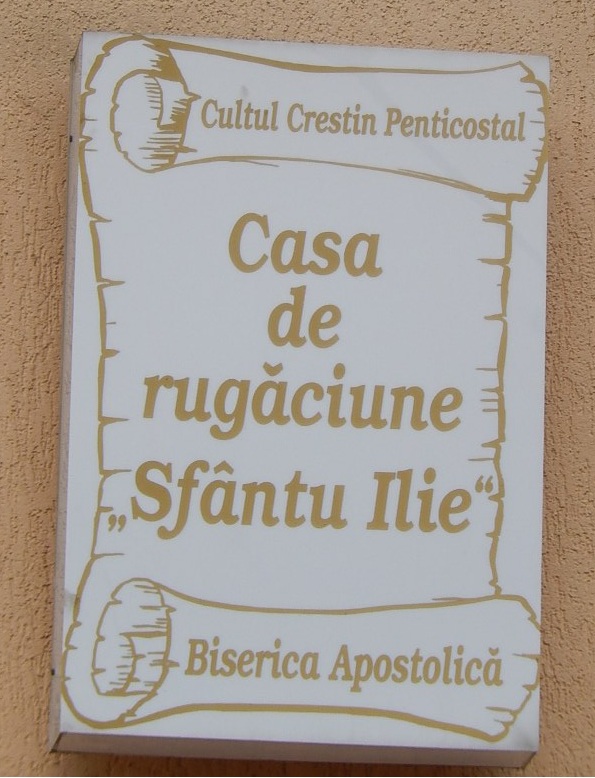 Cultul Crestin Penticostal
Casa
de
rugăciune
„Sfântu Ilie“
Biserica Apostolică